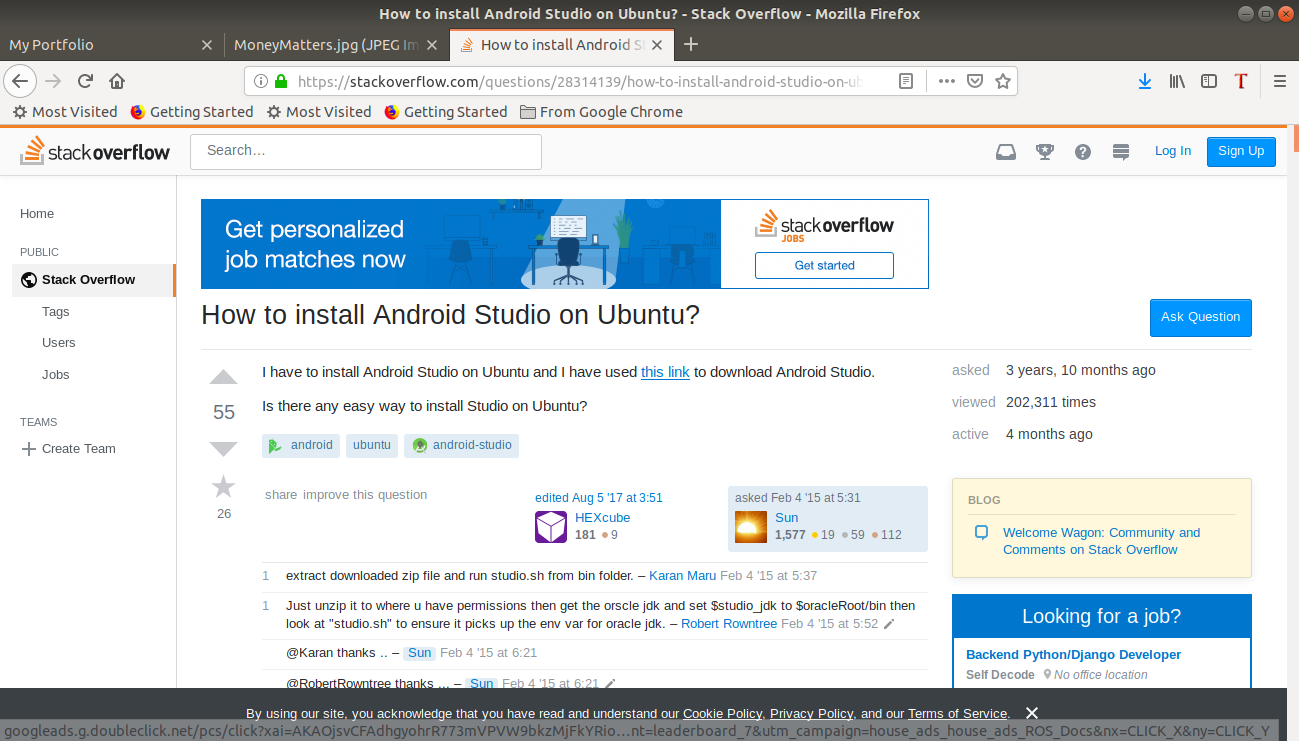 How to install Android Studio on Ubuntu? - Stack Overflow - Mozilla Firefox
My Portfolio
MoneyMatters.jpg (JPEG Im
How to install Android S
https://stackoverflow.com/questions/28314139/how-to-install-android-studio-on-ub
Most Visited Getting Started Most Visited Getting Started From Google Chrome
stack overflow Search… Log In Sign Up
Home
PUBLIC
Stack Overflow
Tags
Users
Jobs
TEAMS
Create Team
Get personalized
job matches now
stack overflow
JOBS
Get started
How to install Android Studio on Ubuntu?
Ask Question
I have to install Android Studio on Ubuntu and I have used this link to download Android Studio.
55
Is there any easy way to install Studio on Ubuntu?
android ubuntu android-studio
26
share improve this question
edited Aug 5 '17 at 3:51
HEXcube
181 9
asked Feb 4 '15 at 5:31
Sun
1,577 19 59 112
1 extract downloaded zip file and run studio.sh from bin folder. – Karan Maru Feb 4 '15 at 5:37
1 Just unzip it to where u have permissions then get the orscle jdk and set $studio_jdk to $oracleRoot/bin then
look at "studio.sh" to ensure it picks up the env var for oracle jdk. – Robert Rowntree Feb 4 '15 at 5:52
@Karan thanks .. – Sun Feb 4 '15 at 6:21
@RobertRowntree thanks ... – Sun Feb 4 '15 at 6:21
asked 3 years, 10 months ago
viewed 202,311 times
active 4 months ago
BLOG
Welcome Wagon: Community and
Comments on Stack Overflow
Looking for a job?
Backend Python/Django Developer
Self Decode No office location
By using our site, you acknowledge that you have read and understand our Cookie Policy, Privacy Policy, and our Terms of Service.
googleads.g.doubleclick.net/pcs/click?xai=AKAOjsvCFAdhgyohrR773mVPVW9bkzMjFkYRio…nt=leaderboard_7&utm_campaign=house_ads_house_ads_ROS_Docs&nx=CLICK_X&ny=CLICK_Y